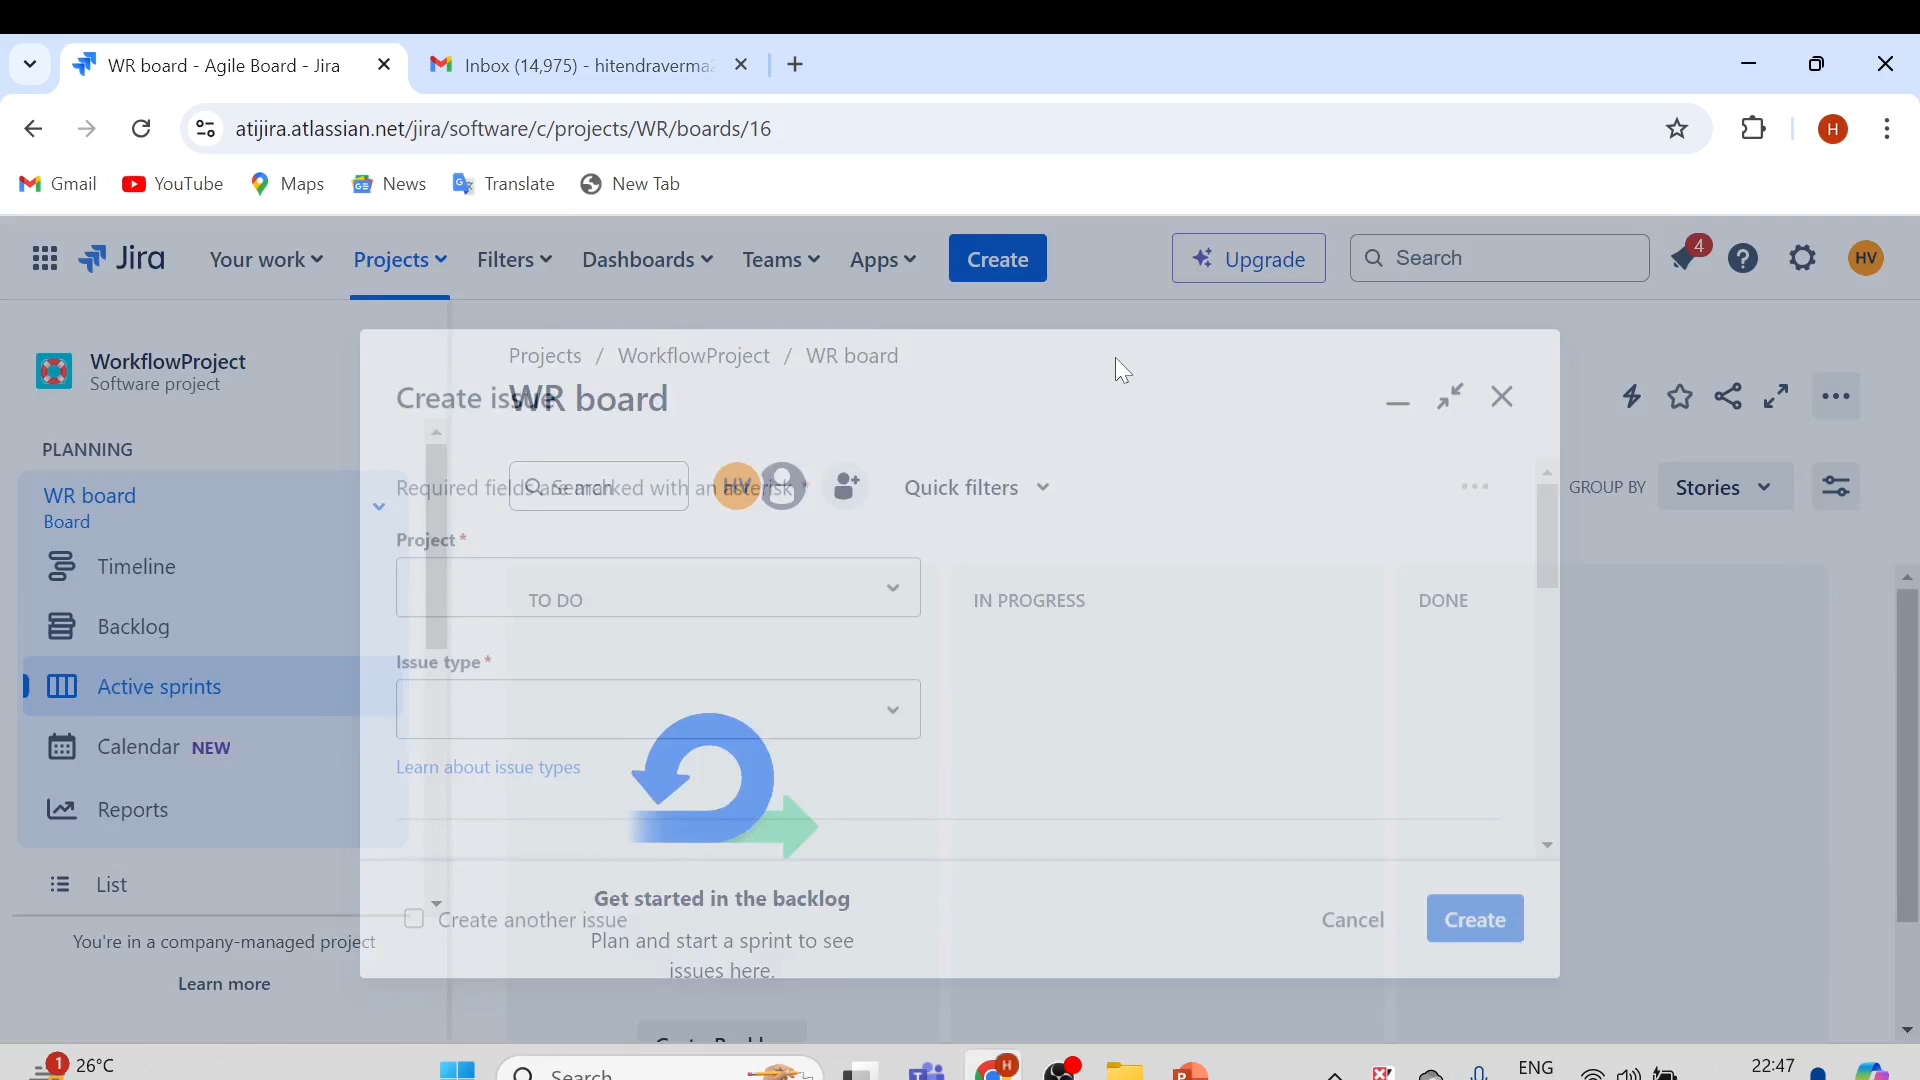 WR board - Agile Board - Jira
Inbox (14,975) - hitendraverma
atijira.atlassian.net/jira/software/c/projects/WR/boards/16
H
Gmail
YouTube
Maps
News
Translate
New Tab
Jira
Your work
Projects
Filters
Dashboards
Teams
Apps
Create
Upgrade
Search
4
HV
WorkflowProject
Software project
Projects / WorkflowProject / WR board
Create issue
WR board
PLANNING
WR board
Board
Timeline
Backlog
Active sprints
Calendar NEW
Reports
List
You're in a company-managed project
Learn more
Required fields are marked with an asterisk *
Search
HV
Quick filters
GROUP BY
Stories
Project *
TO DO
IN PROGRESS
DONE
Issue type *
Learn about issue types
Get started in the backlog
Plan and start a sprint to see
issues here.
Create another issue
Cancel
Create
1
26°C
Search
H
ENG
22:47